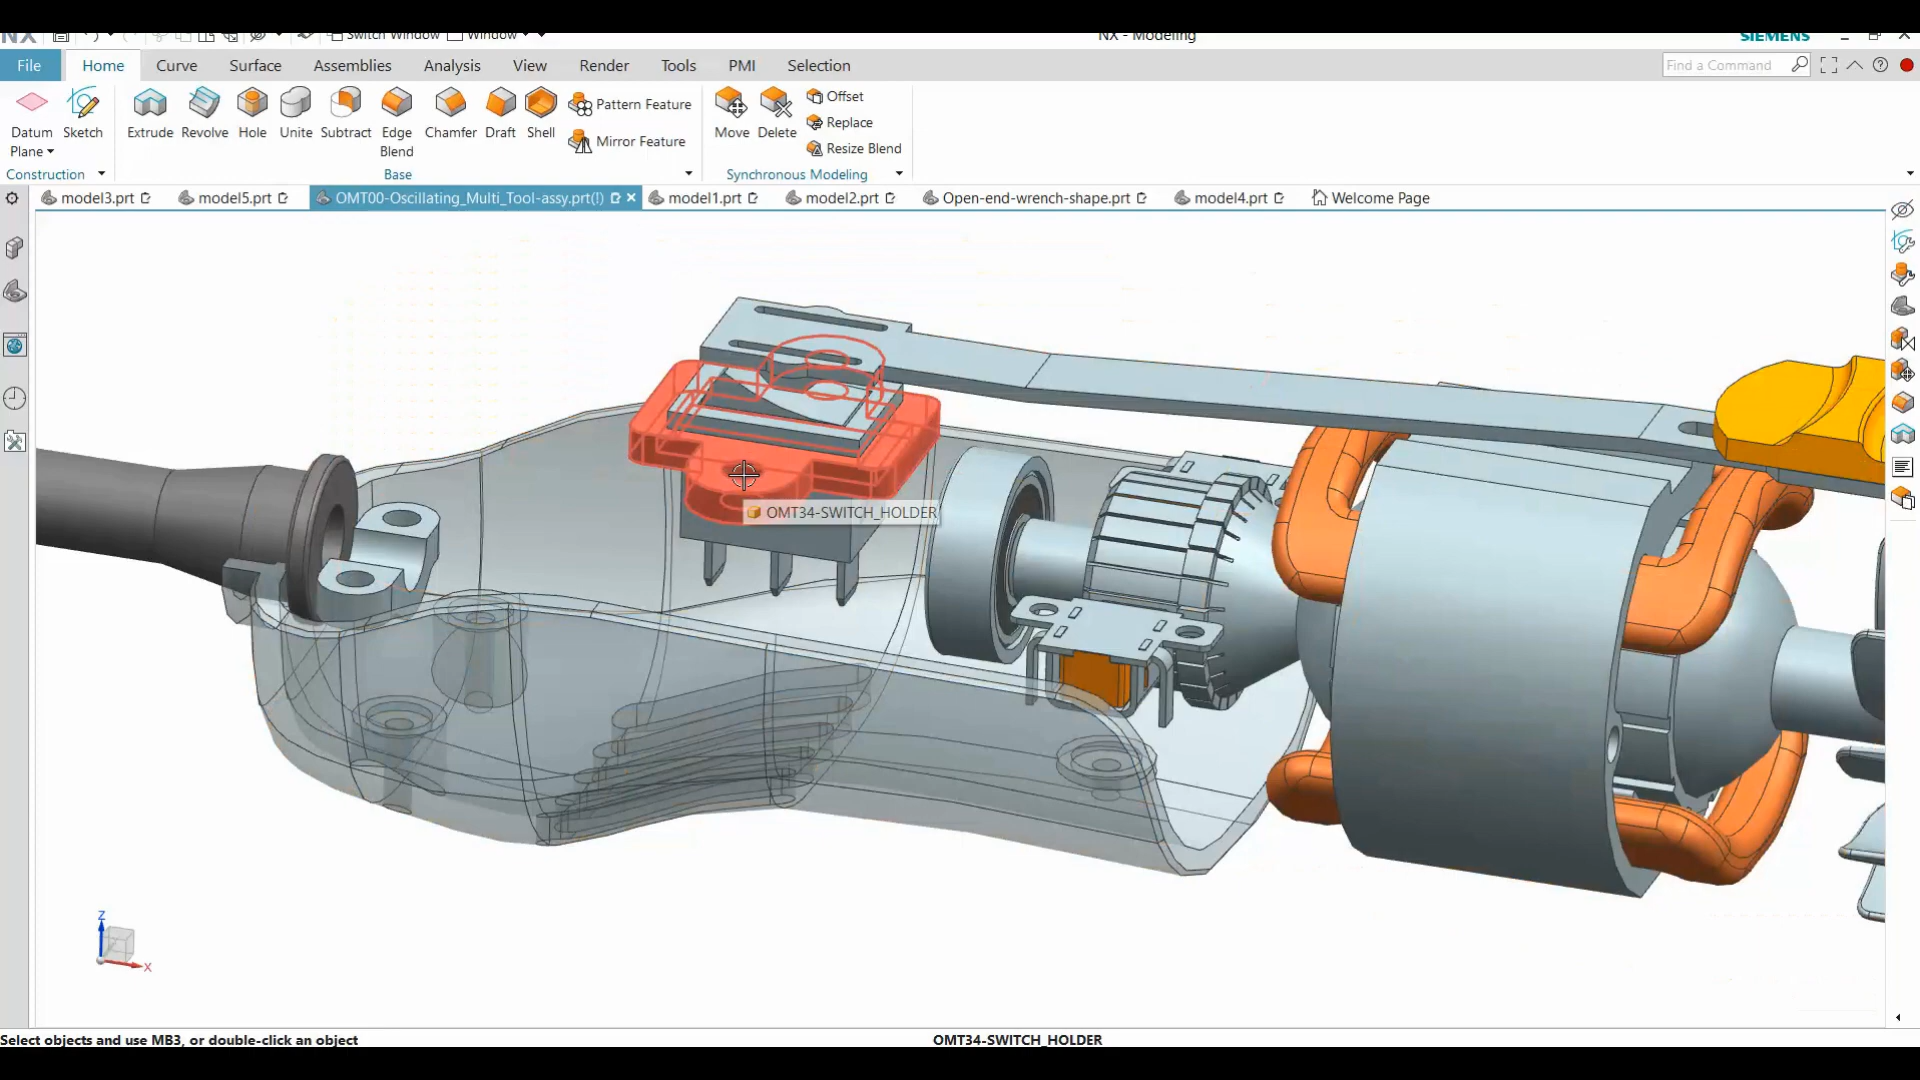 NX Switch Window Window NX - Modeling SIEMENS
File Home Curve Surface Assemblies Analysis View Render Tools PMI Selection Find a Command
Datum Plane Sketch Extrude Revolve Hole Unite Subtract Edge Blend Chamfer Draft Shell Pattern Feature Mirror Feature Move Delete Offset Replace Resize Blend
Construction Base Synchronous Modeling
model3.prt model5.prt OMT00-Oscillating_Multi_Tool-assy.prt(!) model1.prt model2.prt Open-end-wrench-shape.prt model4.prt Welcome Page
OMT34-SWITCH_HOLDER
Z
X
Select objects and use MB3, or double-click an object OMT34-SWITCH_HOLDER